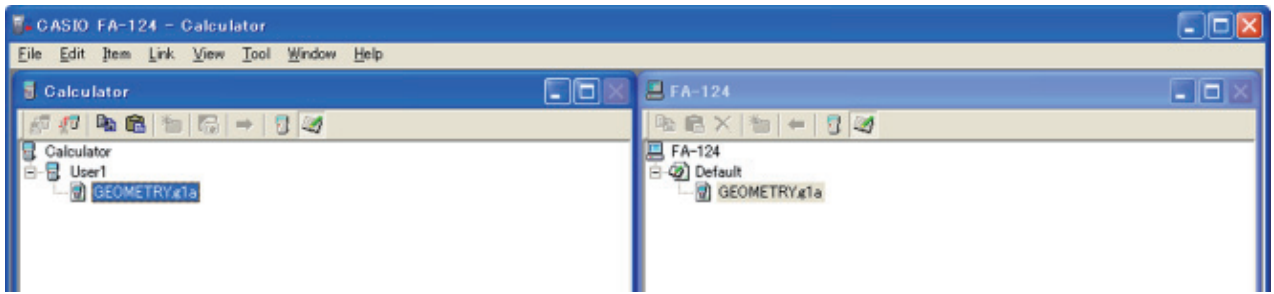 CASIO FA-124 - Calculator
File Edit Item Link View Tool Window Help
Calculator
Calculator
User1
GEOMETRY.g1a
FA-124
FA-124
Default
GEOMETRY.g1a